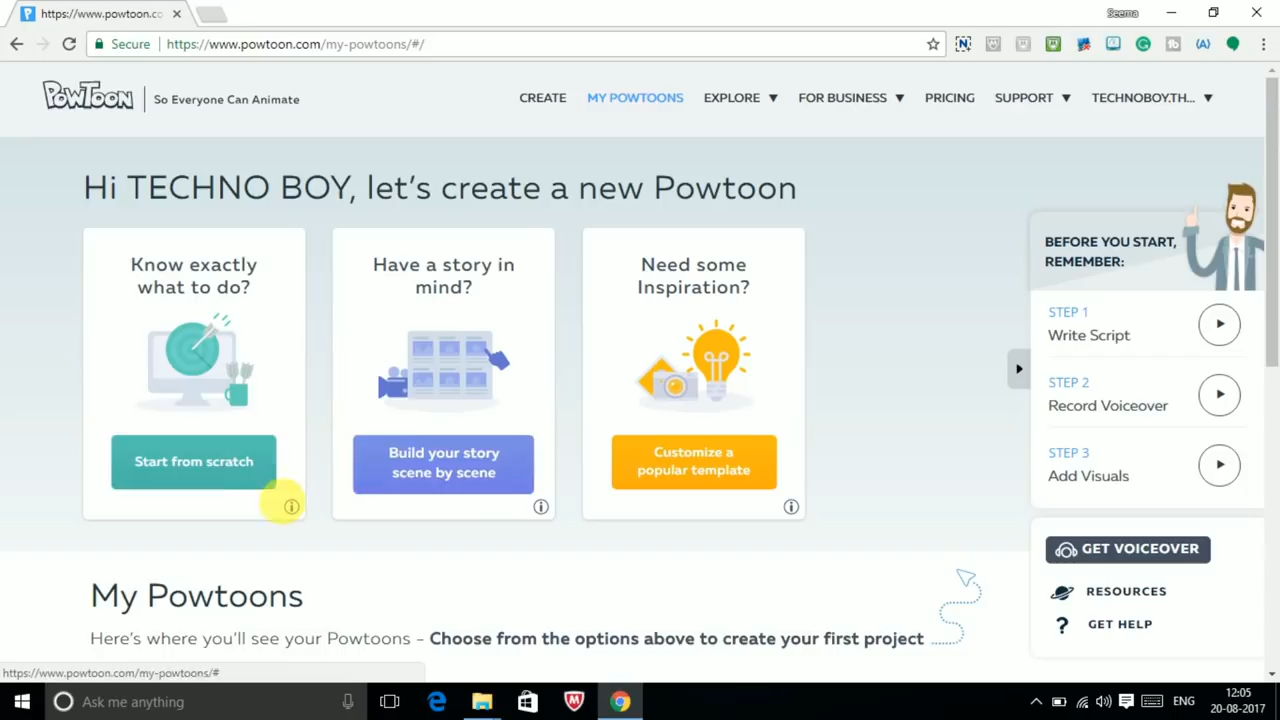 https://www.powtoon.co
Seema
Secure
https://www.powtoon.com/my-powtoons/#/
PowToon
So Everyone Can Animate
CREATE
MY POWTOONS
EXPLORE ▼
FOR BUSINESS ▼
PRICING
SUPPORT ▼
TECHNOBOY.TH... ▼
Hi TECHNO BOY, let's create a new Powtoon
Know exactly
what to do?
Start from scratch
Have a story in
mind?
Build your story
scene by scene
Need some
Inspiration?
Customize a
popular template
BEFORE YOU START,
REMEMBER:
STEP 1
Write Script
STEP 2
Record Voiceover
STEP 3
Add Visuals
GET VOICEOVER
RESOURCES
? GET HELP
My Powtoons
Here's where you'll see your Powtoons - Choose from the options above to create your first project
https://www.powtoon.com/my-powtoons/#
Ask me anything
ENG
12:05
20-08-2017